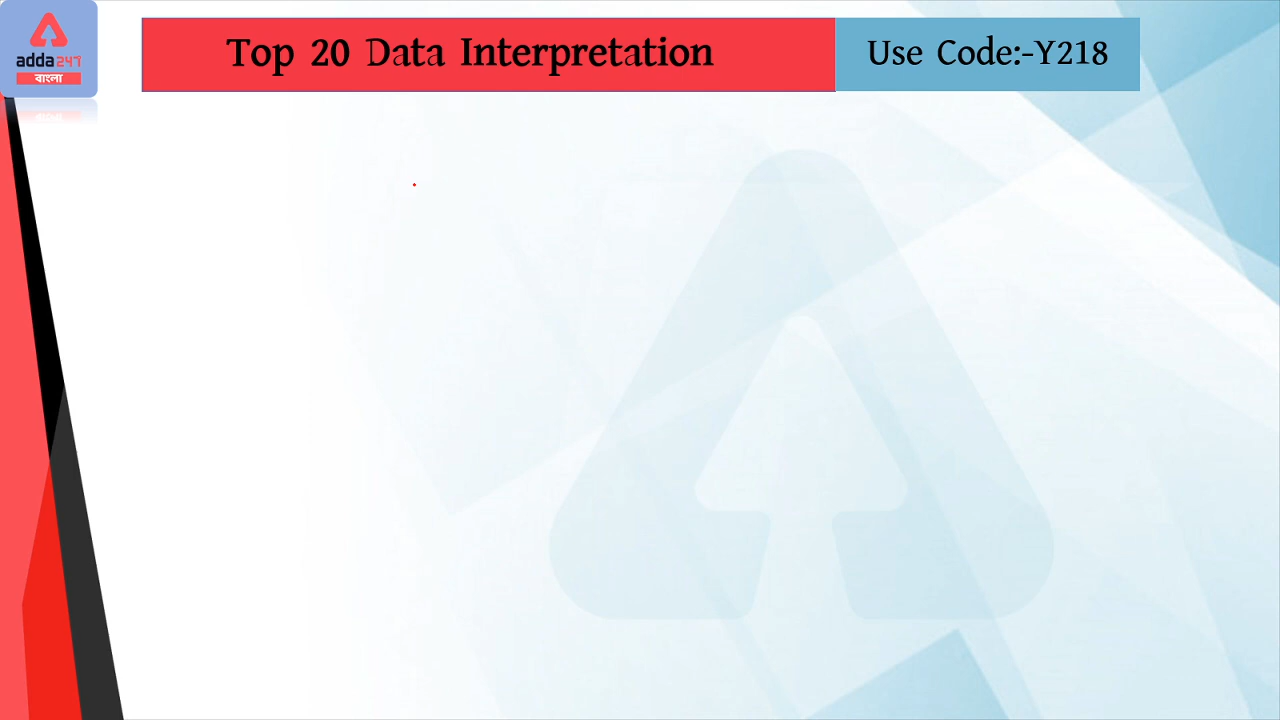 adda247
বাংলা
Top 20 Data Interpretation
Use Code:-Y218